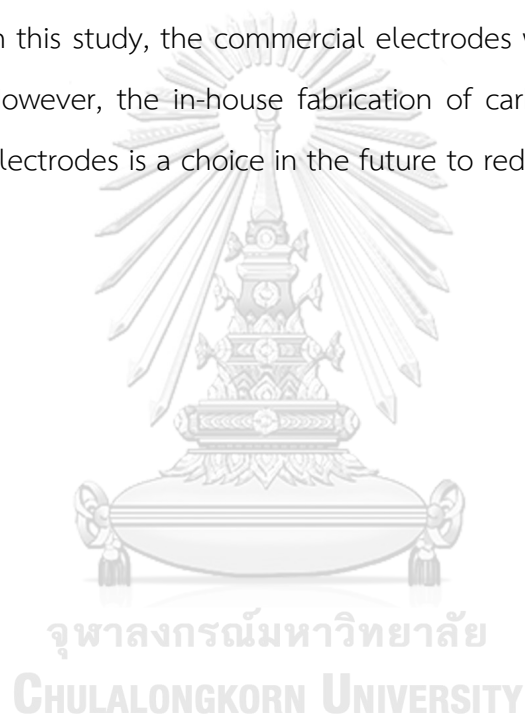 n this study, the commercial electrodes
owever, the in-house fabrication of car
lectrodes is a choice in the future to red
จุฬาลงกรณ์มหาวิทยาลัย
CHULALONGKORN UNIVERSITY